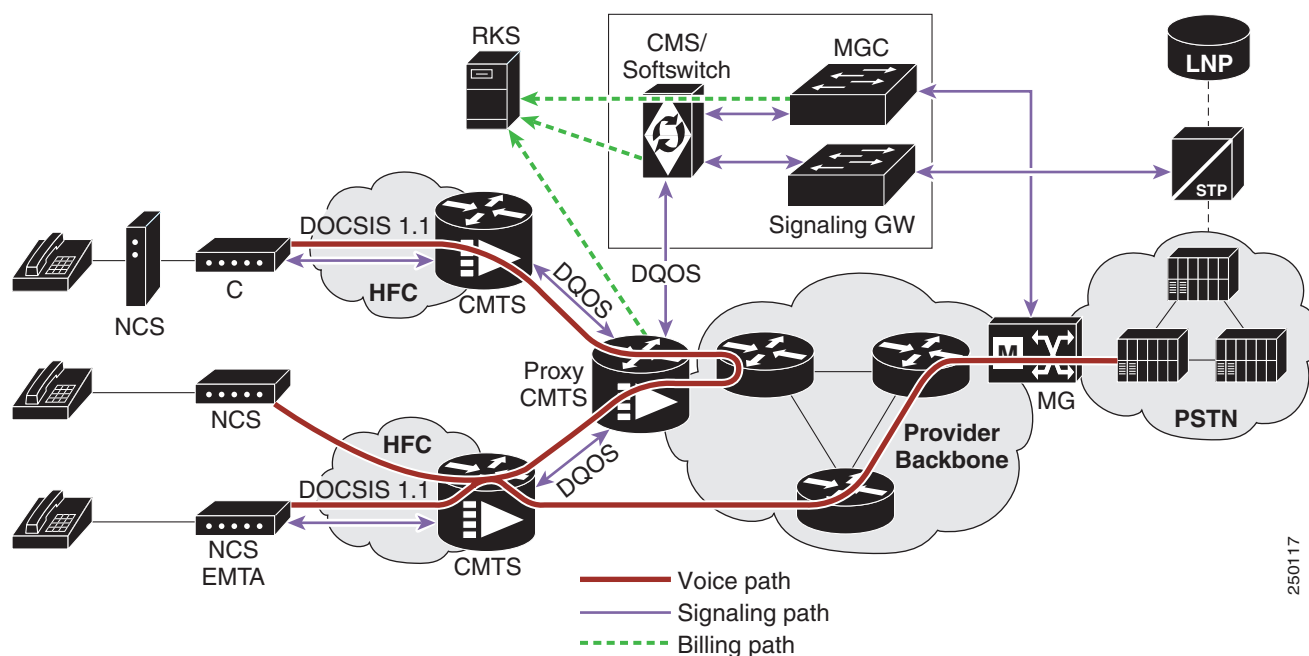 RKS
CMS/
Softswitch
MGC
LNP
STP
Signaling GW
DOCSIS 1.1
HFC
CMTS
C
NCS
DQOS
DQOS
Proxy
CMTS
M
MG
PSTN
NCS
HFC
DOCSIS 1.1
DQOS
Provider
Backbone
NCS
EMTA
CMTS
Voice path
Signaling path
Billing path
250117